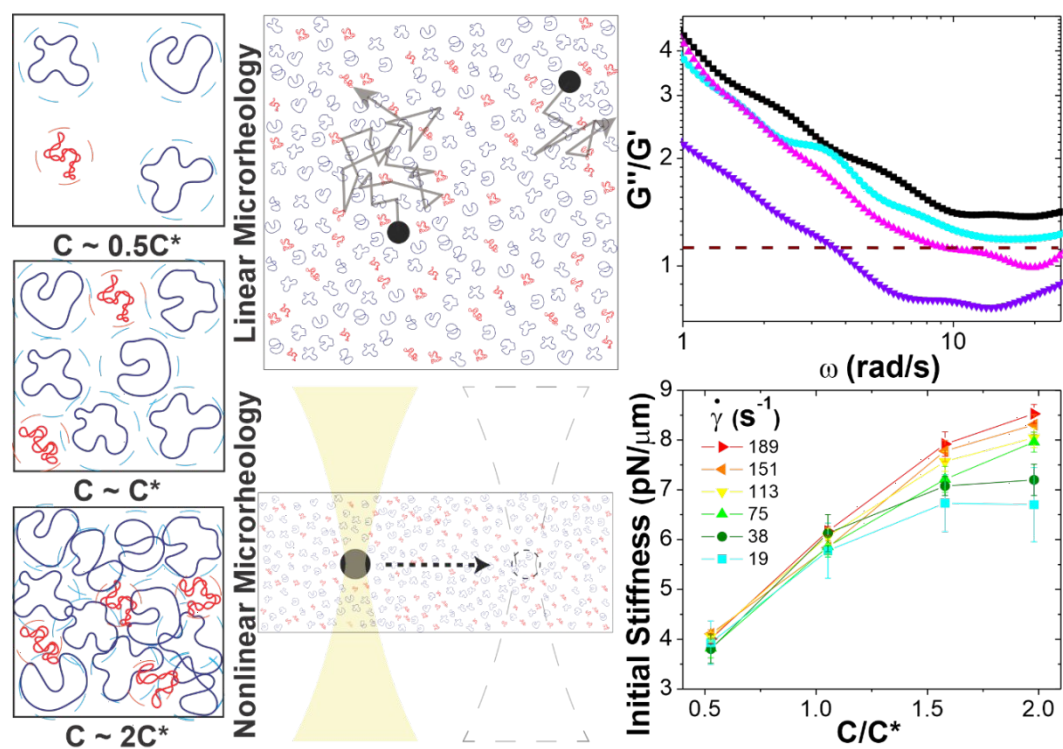 C ~ 0.5C*
C ~ C*
C ~ 2C*
Linear Microrheology
Nonlinear Microrheology
G''/G'
4
3
2
1
1
10
ω (rad/s)
Initial Stiffness (pN/μm)
9
8
7
6
5
4
3
γ̇ (s⁻¹)
189
151
113
75
38
19
0.5
1.0
1.5
2.0
C/C*